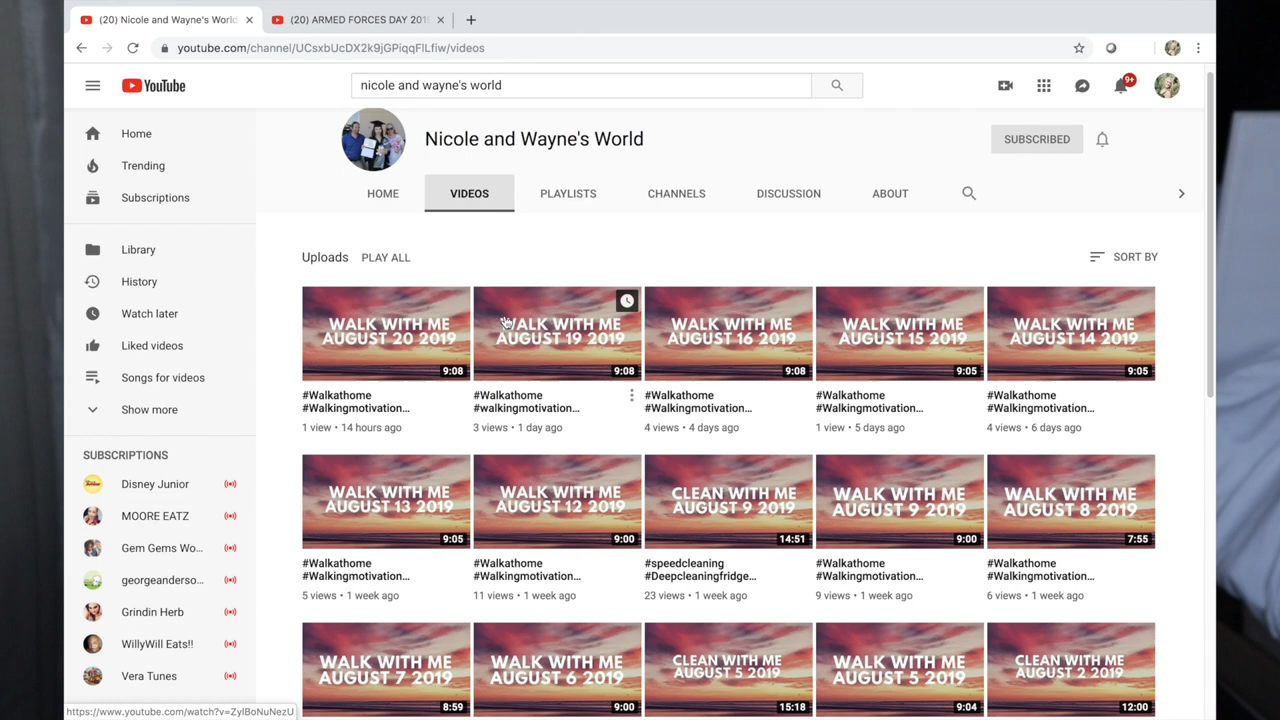 (20) Nicole and Wayne's World
(20) ARMED FORCES DAY 2019
youtube.com/channel/UCsxbUcDX2k9jGPiqqFlLfiw/videos
YouTube
nicole and wayne's world
9+
Home
Trending
Subscriptions
Library
History
Watch later
Liked videos
Songs for videos
Show more
SUBSCRIPTIONS
Disney Junior
MOORE EATZ
Gem Gems Wo...
georgeanderso...
Grindin Herb
WillyWill Eats!!
Vera Tunes
Nicole and Wayne's World
SUBSCRIBED
HOME VIDEOS PLAYLISTS CHANNELS DISCUSSION ABOUT
Uploads PLAY ALL
SORT BY
WALK WITH ME
AUGUST 20 2019
9:08
#Walkathome
#Walkingmotivation...
1 view • 14 hours ago
WALK WITH ME
AUGUST 19 2019
9:08
#Walkathome
#walkingmotivation...
3 views • 1 day ago
WALK WITH ME
AUGUST 16 2019
9:08
#Walkathome
#Walkingmotivation...
4 views • 4 days ago
WALK WITH ME
AUGUST 15 2019
9:05
#Walkathome
#Walkingmotivation...
1 view • 5 days ago
WALK WITH ME
AUGUST 14 2019
9:05
#Walkathome
#Walkingmotivation...
4 views • 6 days ago
WALK WITH ME
AUGUST 13 2019
9:05
#Walkathome
#Walkingmotivation...
5 views • 1 week ago
WALK WITH ME
AUGUST 12 2019
9:00
#Walkathome
#Walkingmotivation...
11 views • 1 week ago
CLEAN WITH ME
AUGUST 9 2019
14:51
#speedcleaning
#Deepcleaningfridge...
23 views • 1 week ago
WALK WITH ME
AUGUST 9 2019
9:00
#Walkathome
#Walkingmotivation...
9 views • 1 week ago
WALK WITH ME
AUGUST 8 2019
7:55
#Walkathome
#Walkingmotivation...
6 views • 1 week ago
WALK WITH ME
AUGUST 7 2019
8:59
WALK WITH ME
AUGUST 6 2019
9:00
CLEAN WITH ME
AUGUST 5 2019
15:18
WALK WITH ME
AUGUST 5 2019
9:04
CLEAN WITH ME
AUGUST 2 2019
12:00
https://www.youtube.com/watch?v=ZylBoNuNezU